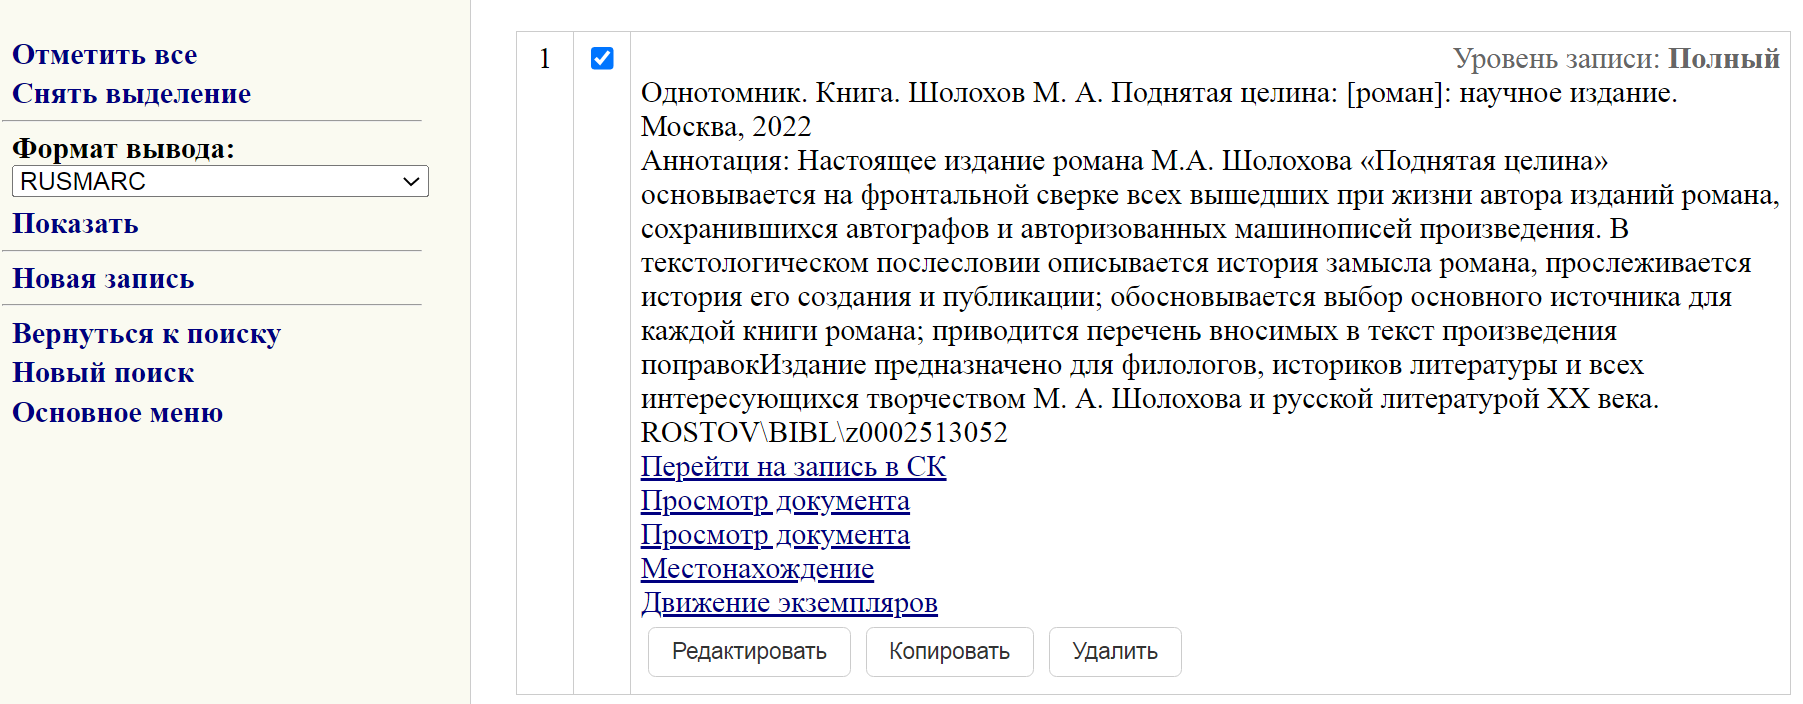 Отметить все
Снять выделение
Формат вывода:
RUSMARC
Показать
Новая запись
Вернуться к поиску
Новый поиск
Основное меню
1
Уровень записи: Полный
Однотомник. Книга. Шолохов М. А. Поднятая целина: [роман]: научное издание.
Москва, 2022
Аннотация: Настоящее издание романа М.А. Шолохова «Поднятая целина»
основывается на фронтальной сверке всех вышедших при жизни автора изданий романа,
сохранившихся автографов и авторизованных машинописей произведения. В
текстологическом послесловии описывается история замысла романа, прослеживается
история его создания и публикации; обосновывается выбор основного источника для
каждой книги романа; приводится перечень вносимых в текст произведения
поправокИздание предназначено для филологов, историков литературы и всех
интересующихся творчеством М. А. Шолохова и русской литературой XX века.
ROSTOV\BIBL\z0002513052
Перейти на запись в СК
Просмотр документа
Просмотр документа
Местонахождение
Движение экземпляров
Редактировать Копировать Удалить